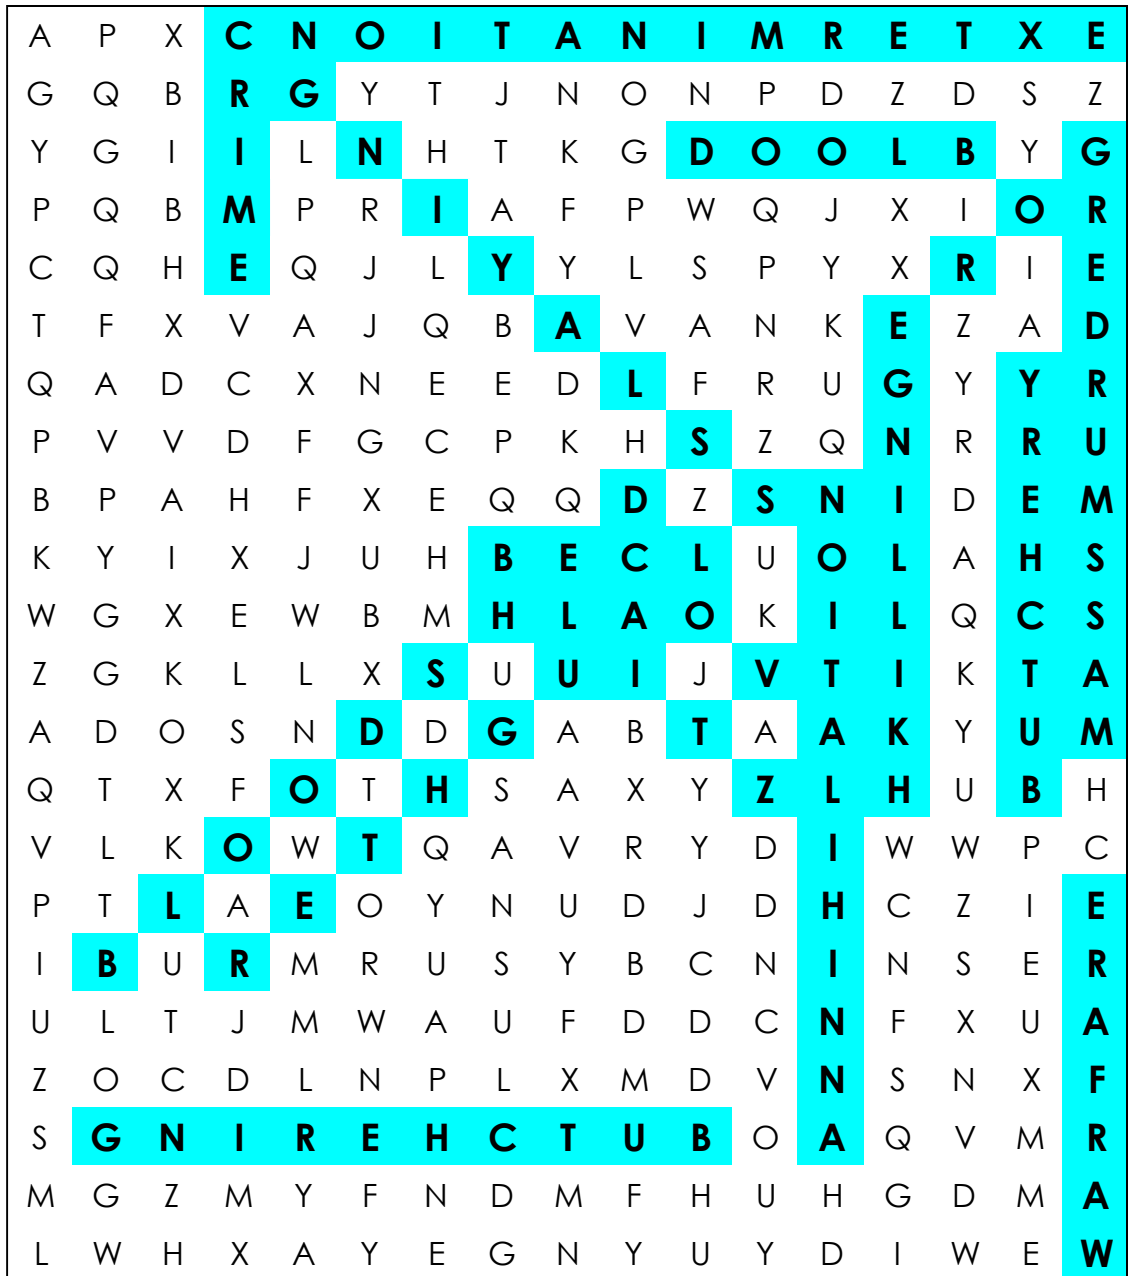 A P X C N O I T A N I M R E T X E
G Q B R G Y T J N O N P D Z D S Z
Y G I I L N H T K G D O O L B Y G
P Q B M P R I A F P W Q J X I O R
C Q H E Q J L Y Y L S P Y X R I E
T F X V A J Q B A V A N K E Z A D
Q A D C X N E E D L F R U G Y Y R
P V V D F G C P K H S Z Q N R R U
B P A H F X E Q Q D Z S N I D E M
K Y I X J U H B E C L U O L A H S
W G X E W B M H L A O K I L Q C S
Z G K L L X S U U I J V T I K T A
A D O S N D D G A B T A A K Y U M
Q T X F O T H S A X Y Z L H U B H
V L K O W T Q A V R Y D I W W P C
P T L A E O Y N U D J D H C Z I E
I B U R M R U S Y B C N I N S E R
U L T J M W A U F D D C N F X U A
Z O C D L N P L X M D V N S N X F
S G N I R E H C T U B O A Q V M R
M G Z M Y F N D M F H U H G D M A
L W H X A Y E G N Y U Y D I W E W